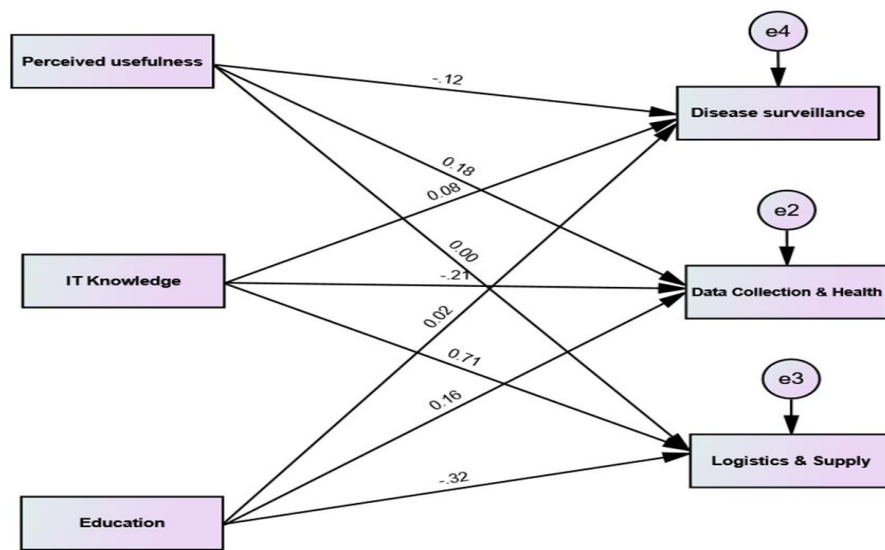 e4
Perceived usefulness
-.12
Disease surveillance
0.18
0.08
e2
0.00
IT Knowledge
-.21
Data Collection & Health
0.02
0.71
e3
0.16
Logistics & Supply
-.32
Education